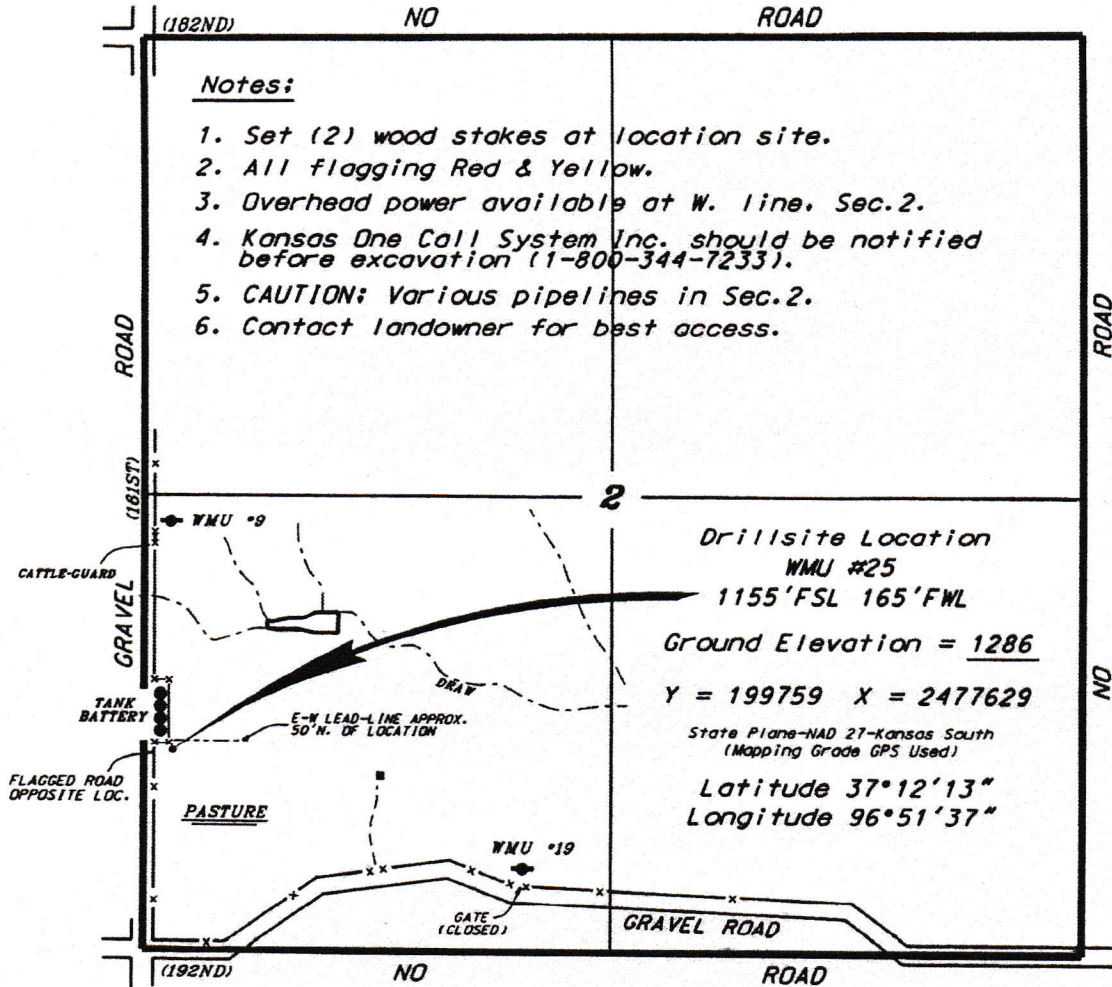 (182ND)
NO
ROAD
Notes:
1. Set (2) wood stakes at location site.
2. All flagging Red & Yellow.
3. Overhead power available at W. line, Sec.2.
4. Kansas One Call System Inc. should be notified
before excavation (1-800-344-7233).
5. CAUTION: Various pipelines in Sec.2.
6. Contact landowner for best access.
ROAD
ROAD
(161ST)
2
WMU #9
CATTLE-GUARD
GRAVEL
Drillsite Location
WMU #25
1155'FSL 165'FWL
Ground Elevation = 1286
NO
DRAW
Y = 199759 X = 2477629
TANK
BATTERY
E-W LEAD-LINE APPROX.
50'N. OF LOCATION
State Plane-NAD 27-Kansas South
(Mapping Grade GPS Used)
FLAGGED ROAD
OPPOSITE LOC.
Latitude 37°12'13"
Longitude 96°51'37"
PASTURE
WMU #19
GATE
(CLOSED)
GRAVEL ROAD
(192ND)
NO
ROAD